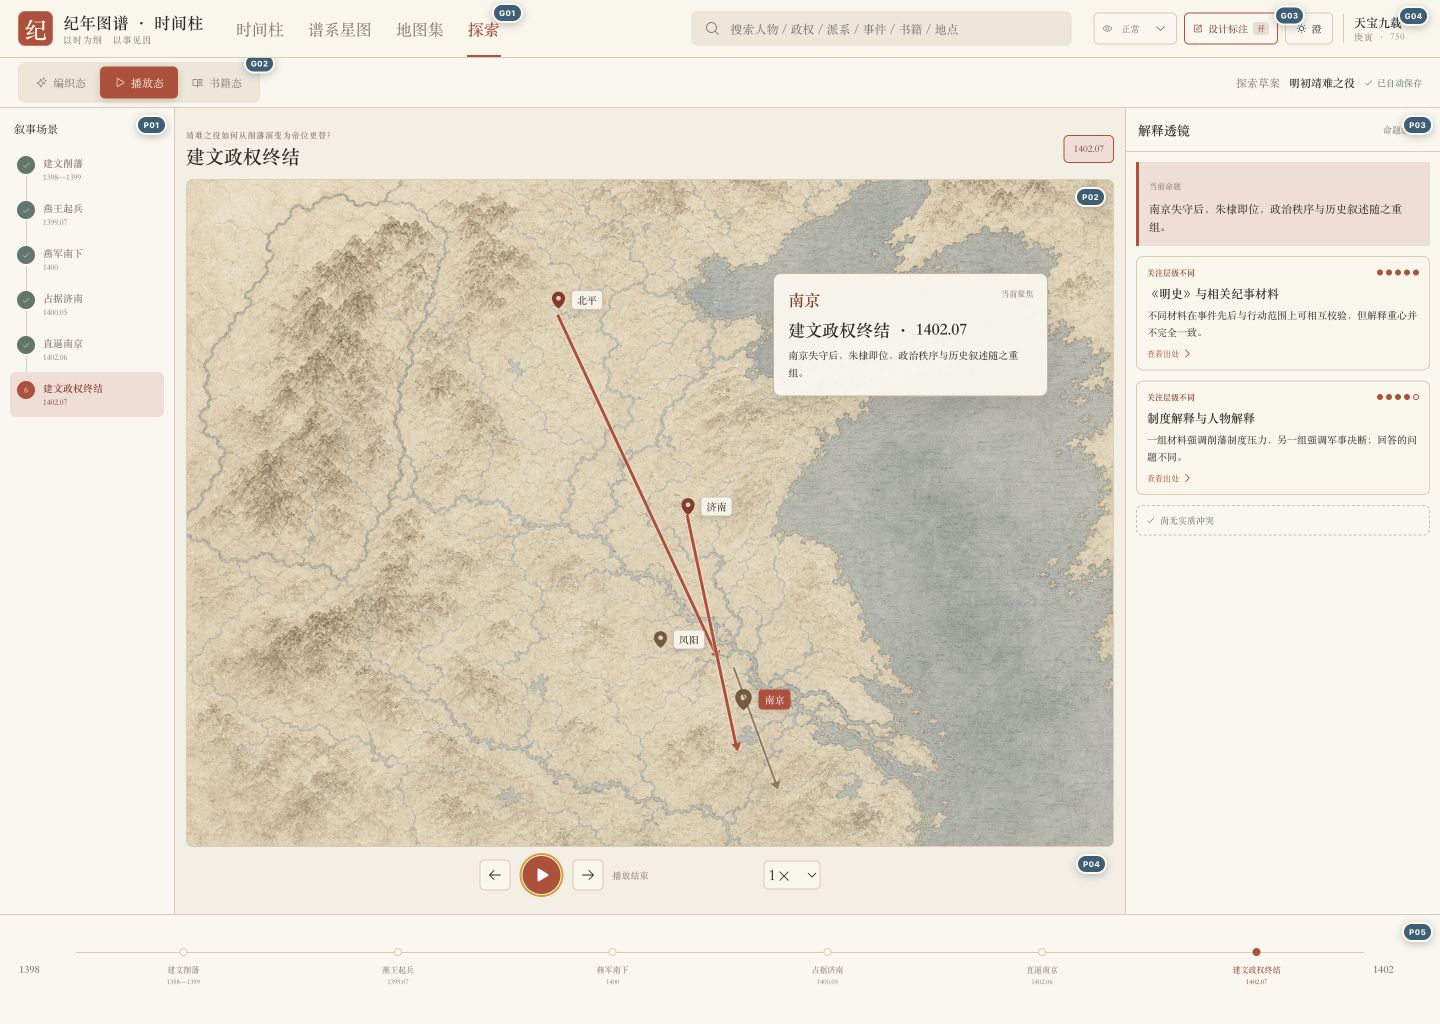 纪
纪年图谱 · 时间柱
以时为纲 以事见因
时间柱 谱系星图 地图集 探索
G01
搜索人物 / 政权 / 派系 / 事件 / 书籍 / 地点
正常
设计标注 开
G03
澄
天宝九载
G04
庚寅 · 750
编织态
播放态
书籍态
G02
探索草案 明初靖难之役 已自动保存
叙事场景
P01
建文削藩
1398—1399
燕王起兵
1399.07
燕军南下
1400
占据济南
1400.05
直逼南京
1402.06
6
建文政权终结
1402.07
靖难之役如何从削藩演变为帝位更替?
建文政权终结
1402.07
P02
北平
济南
凤阳
南京
南京
当前聚焦
建文政权终结 · 1402.07
南京失守后，朱棣即位，政治秩序与历史叙述随之重
组。
播放结束
1×
P04
解释透镜
命题
P03
当前命题
南京失守后，朱棣即位，政治秩序与历史叙述随之重
组。
关注层级不同
《明史》与相关纪事材料
不同材料在事件先后与行动范围上可相互校验，但解释重心并
不完全一致。
查看出处
关注层级不同
制度解释与人物解释
一组材料强调削藩制度压力，另一组强调军事决断；回答的问
题不同。
查看出处
尚无实质冲突
P05
1398
建文削藩
1398—1399
燕王起兵
1399.07
燕军南下
1400
占据济南
1400.05
直逼南京
1402.06
建文政权终结
1402.07
1402